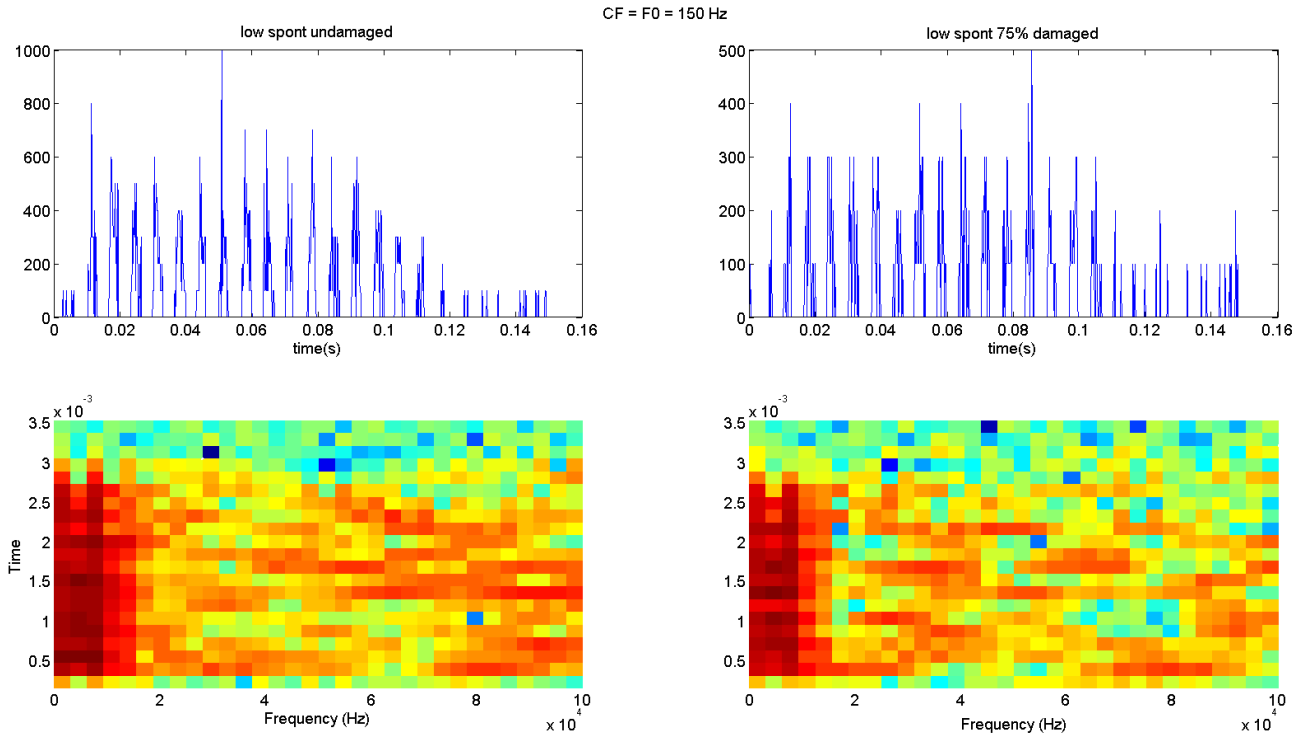 CF = F0 = 150 Hz
low spont undamaged
1000
800
600
400
200
0
0 0.02 0.04 0.06 0.08 0.1 0.12 0.14 0.16
time(s)
low spont 75% damaged
500
400
300
200
100
0
0 0.02 0.04 0.06 0.08 0.1 0.12 0.14 0.16
time(s)
x 10⁻³
3.5
3
2.5
2
1.5
1
0.5
Time
0 2 4 6 8 10
x 10⁴
Frequency (Hz)
x 10⁻³
3.5
3
2.5
2
1.5
1
0.5
0 2 4 6 8 10
x 10⁴
Frequency (Hz)